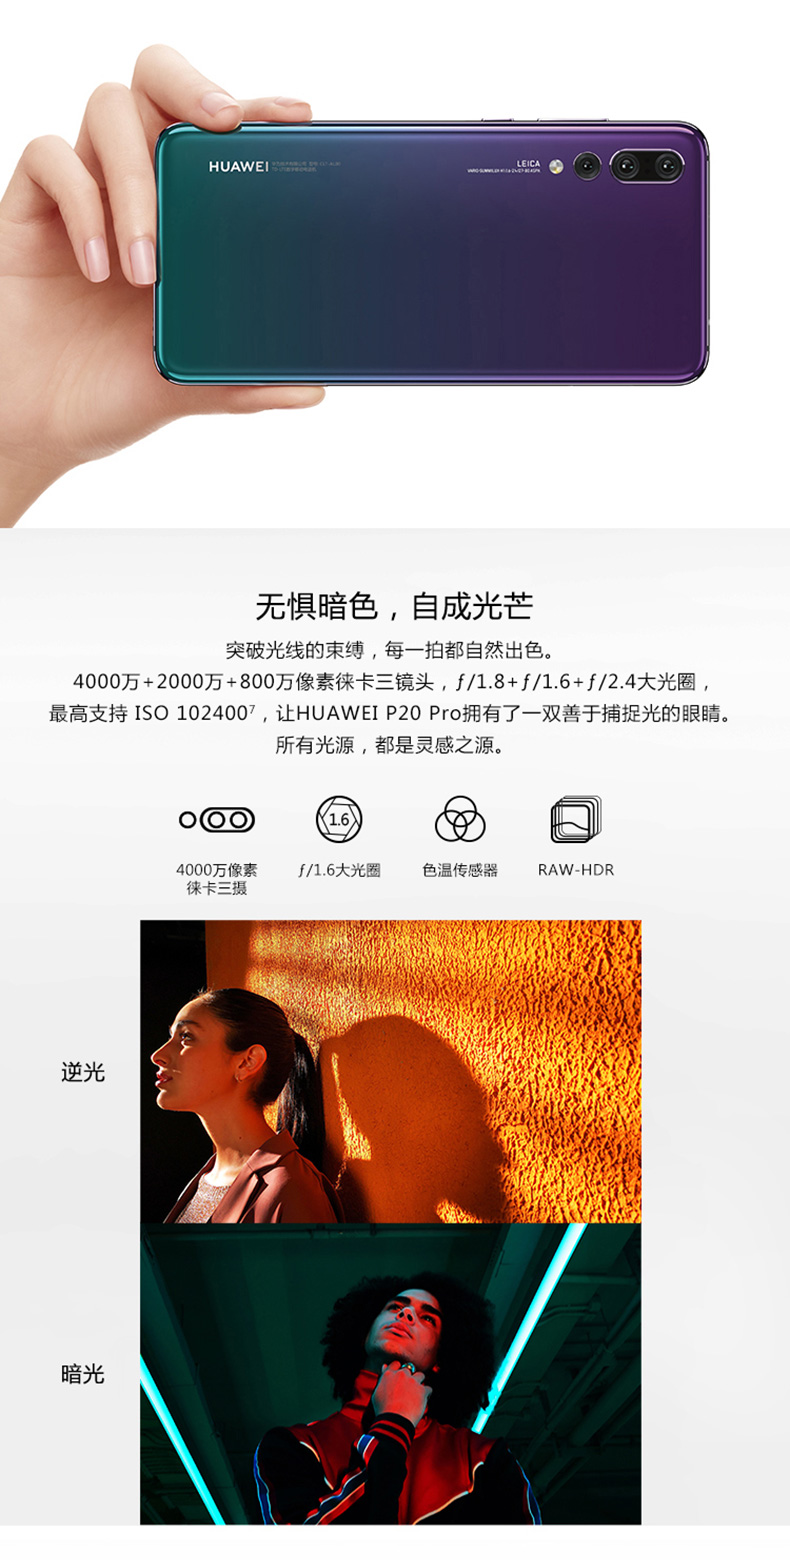 HUAWEI
LEICA
无惧暗色，自成光芒
突破光线的束缚，每一拍都自然出色。
4000万+2000万+800万像素徕卡三镜头，ƒ/1.8+ƒ/1.6+ƒ/2.4大光圈，
最高支持 ISO 102400⁷，让HUAWEI P20 Pro拥有了一双善于捕捉光的眼睛。
所有光源，都是灵感之源。
1.6
4000万像素
徕卡三摄
ƒ/1.6大光圈
色温传感器
RAW-HDR
逆光
暗光